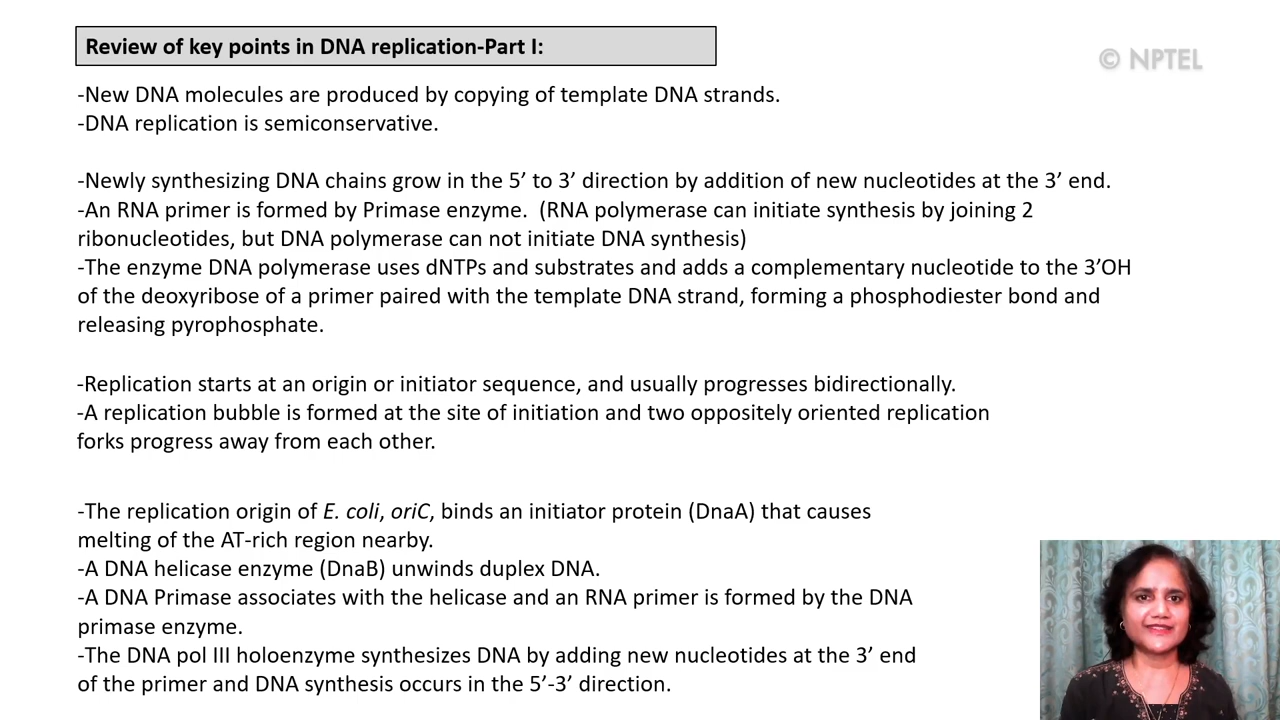 Review of key points in DNA replication-Part I:
© NPTEL
-New DNA molecules are produced by copying of template DNA strands.
-DNA replication is semiconservative.
-Newly synthesizing DNA chains grow in the 5’ to 3’ direction by addition of new nucleotides at the 3’ end.
-An RNA primer is formed by Primase enzyme.  (RNA polymerase can initiate synthesis by joining 2
ribonucleotides, but DNA polymerase can not initiate DNA synthesis)
-The enzyme DNA polymerase uses dNTPs and substrates and adds a complementary nucleotide to the 3’OH
of the deoxyribose of a primer paired with the template DNA strand, forming a phosphodiester bond and
releasing pyrophosphate.
-Replication starts at an origin or initiator sequence, and usually progresses bidirectionally.
-A replication bubble is formed at the site of initiation and two oppositely oriented replication
forks progress away from each other.
-The replication origin of E. coli, oriC, binds an initiator protein (DnaA) that causes
melting of the AT-rich region nearby.
-A DNA helicase enzyme (DnaB) unwinds duplex DNA.
-A DNA Primase associates with the helicase and an RNA primer is formed by the DNA
primase enzyme.
-The DNA pol III holoenzyme synthesizes DNA by adding new nucleotides at the 3’ end
of the primer and DNA synthesis occurs in the 5’-3’ direction.